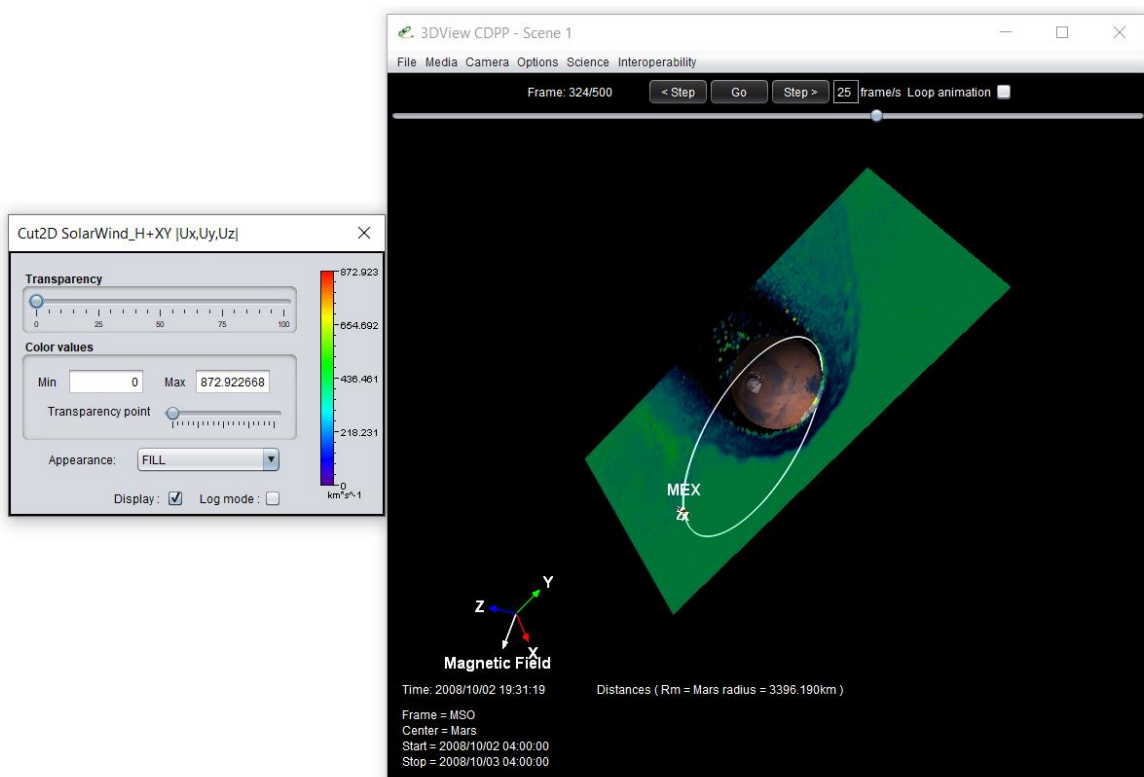 3DView CDPP - Scene 1
File Media Camera Options Science Interoperability
Frame: 324/500 < Step Go Step > 25 frame/s Loop animation
Cut2D SolarWind_H+XY |Ux,Uy,Uz|
Transparency
0 25 50 75 100
Color values
Min 0 Max 872.922668
Transparency point
Appearance: FILL
Display : Log mode :
872.923
654.692
436.461
218.231
0
km*s^-1
MEX
Z X
Y
Z
X
Magnetic Field
Time: 2008/10/02 19:31:19 Distances ( Rm = Mars radius = 3396.190km )
Frame = MSO
Center = Mars
Start = 2008/10/02 04:00:00
Stop = 2008/10/03 04:00:00